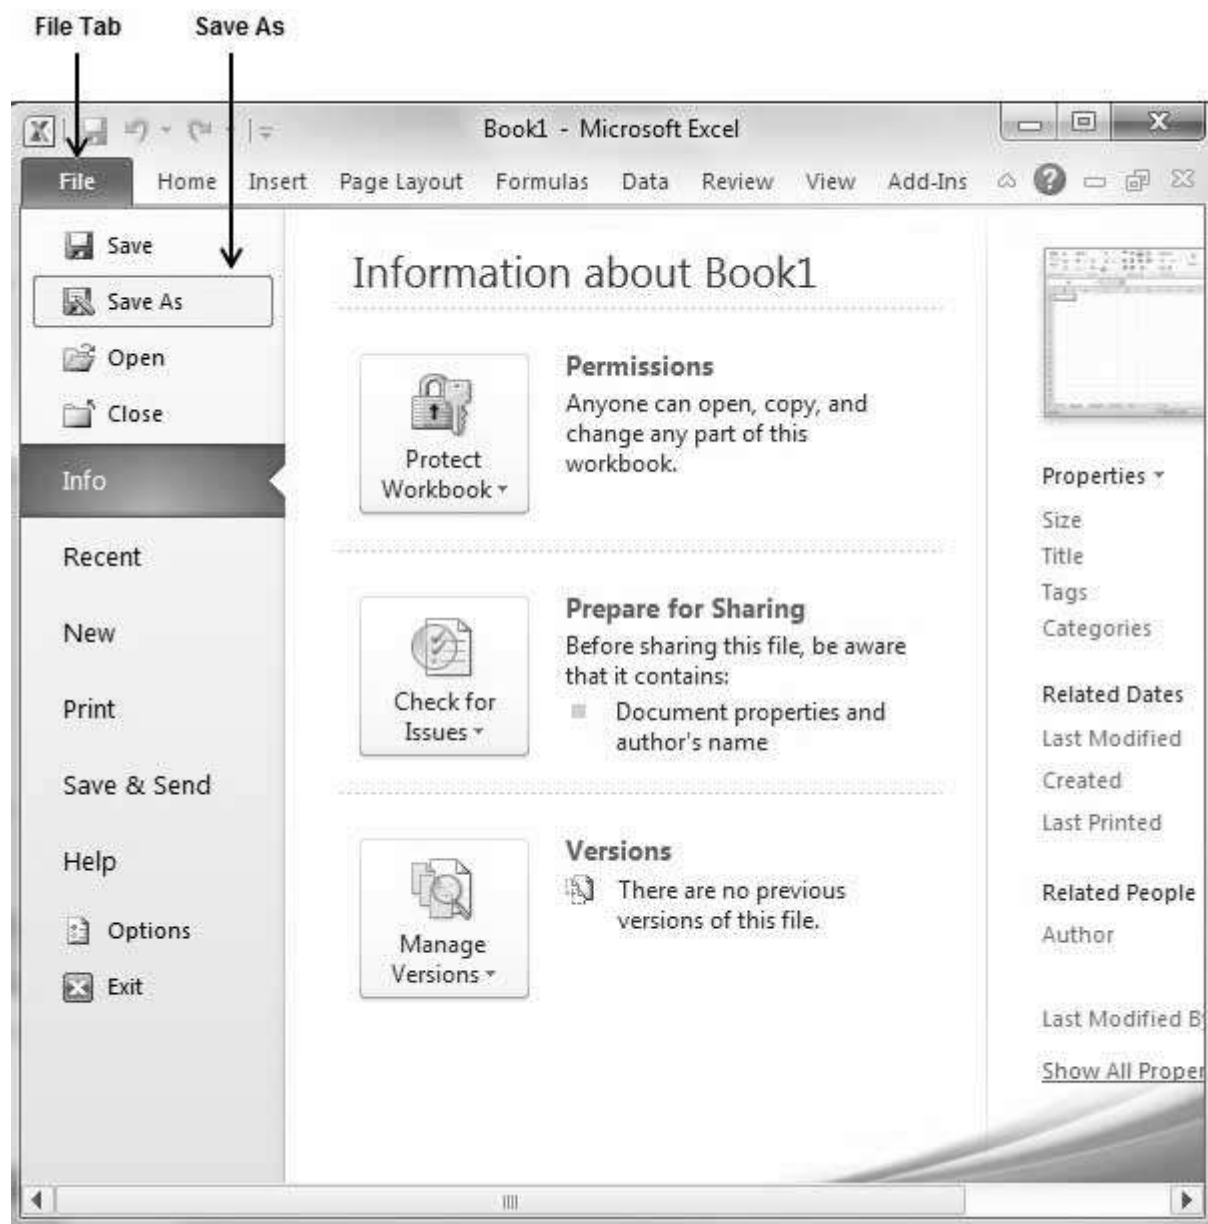 File Tab
Save As
Book1 - Microsoft Excel
File Home Insert Page Layout Formulas Data Review View Add-Ins
Save
Save As
Open
Close
Info
Recent
New
Print
Save & Send
Help
Options
Exit
Information about Book1
Protect
Workbook
Permissions
Anyone can open, copy, and
change any part of this
workbook.
Check for
Issues
Prepare for Sharing
Before sharing this file, be aware
that it contains:
Document properties and
author's name
Manage
Versions
Versions
There are no previous
versions of this file.
Properties
Size
Title
Tags
Categories
Related Dates
Last Modified
Created
Last Printed
Related People
Author
Last Modified B
Show All Proper